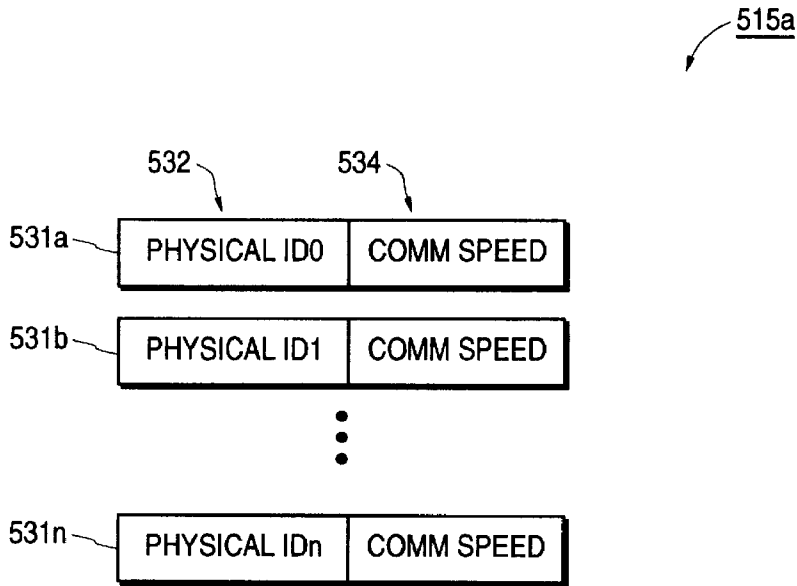 515a
532 534
531a PHYSICAL ID0 COMM SPEED
531b PHYSICAL ID1 COMM SPEED
531n PHYSICAL IDn COMM SPEED